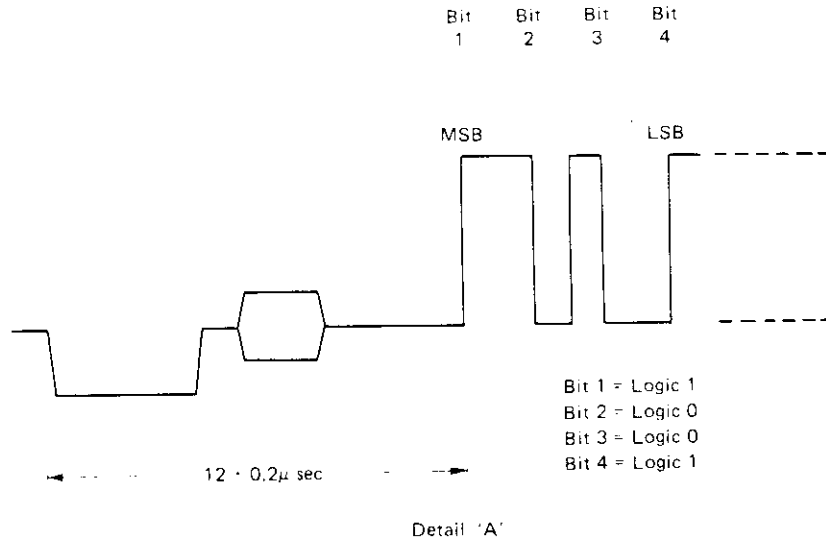 Bit Bit Bit Bit
1 2 3 4
MSB LSB
Bit 1 = Logic 1
Bit 2 = Logic 0
Bit 3 = Logic 0
Bit 4 = Logic 1
12 · 0.2μ sec
Detail 'A'